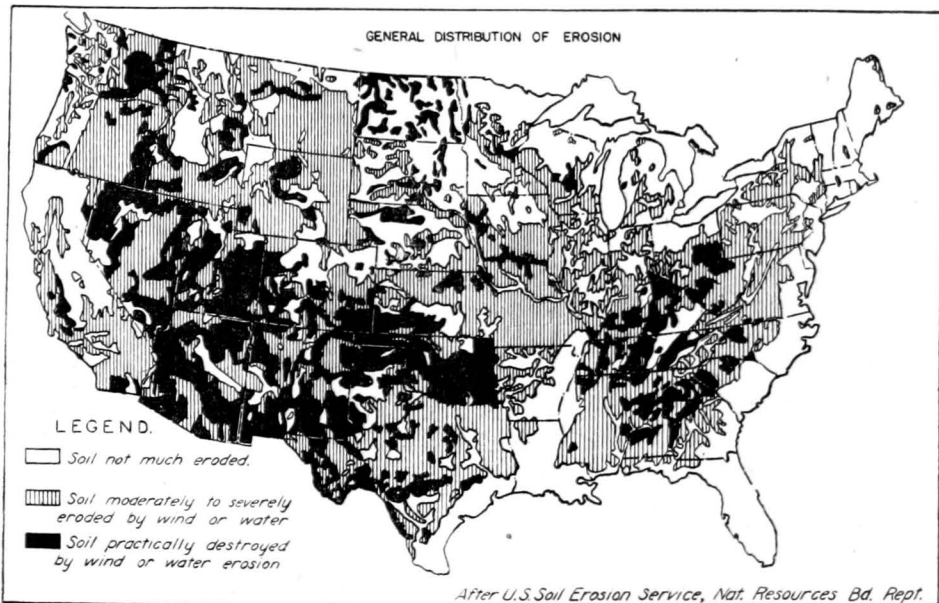 GENERAL DISTRIBUTION OF EROSION
LEGEND.
Soil not much eroded.
Soil moderately to severely
eroded by wind or water
Soil practically destroyed
by wind or water erosion
After U.S. Soil Erosion Service, Nat. Resources Bd. Rept.